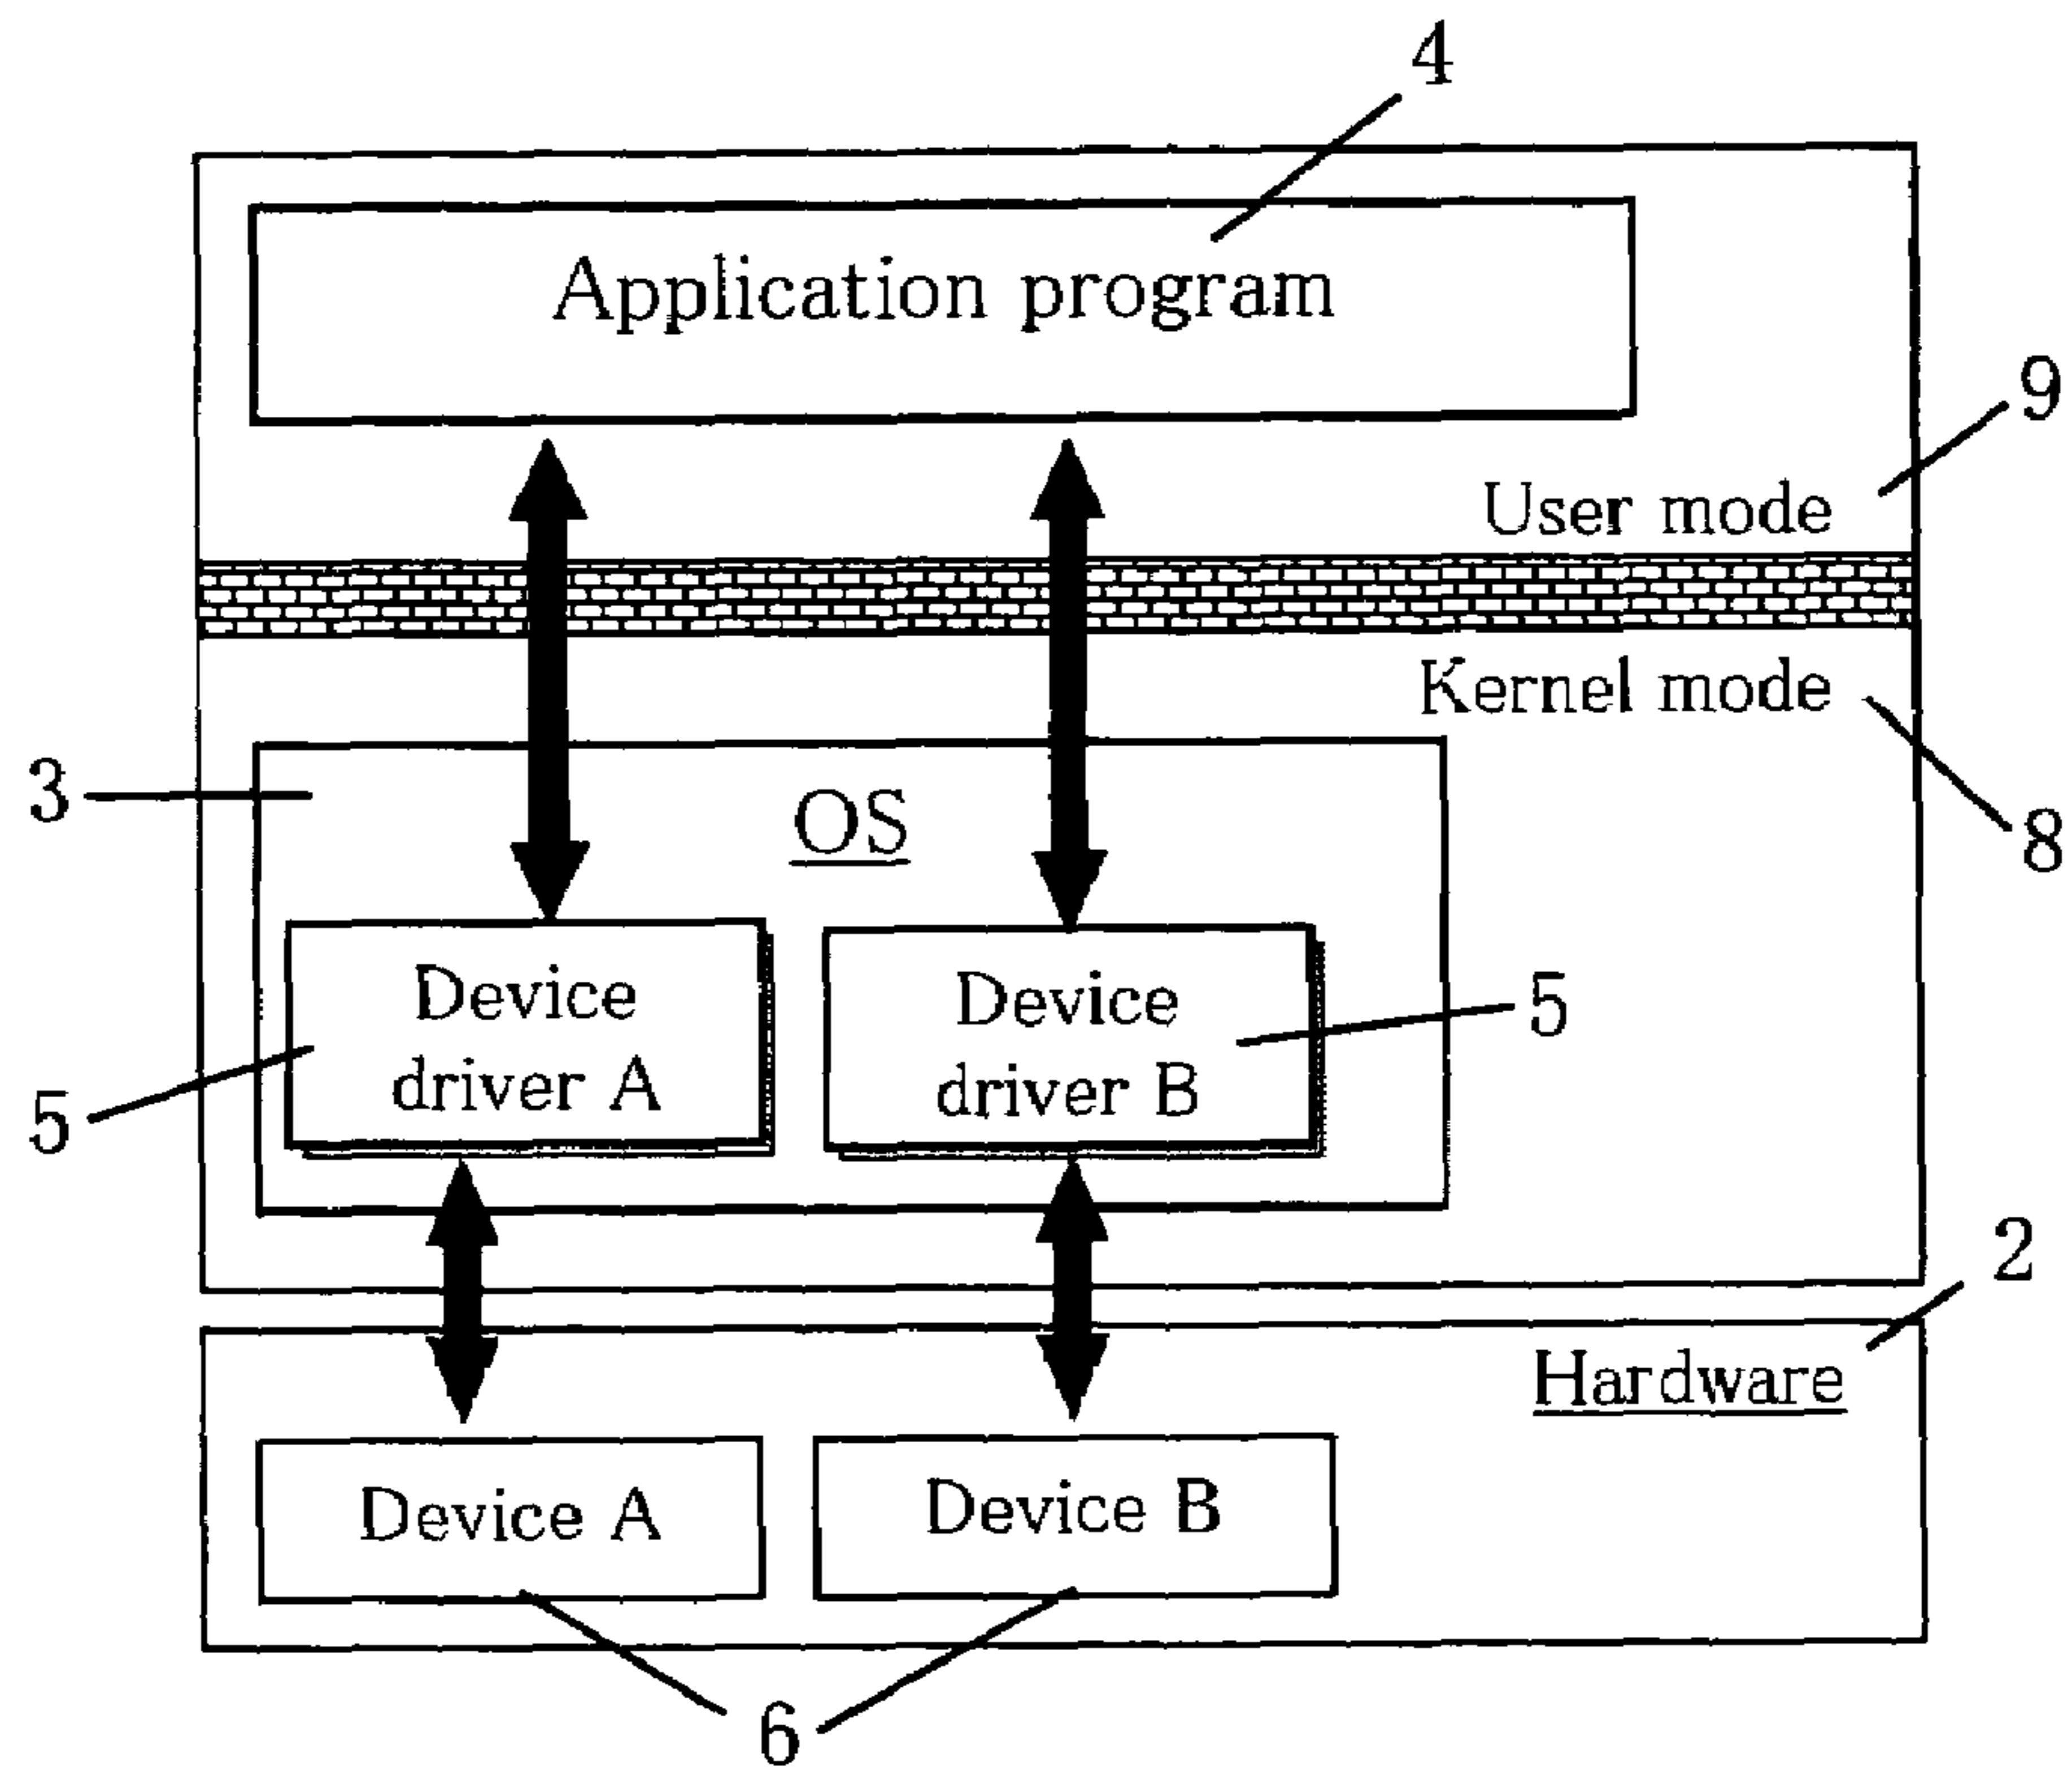 4
Application program
9
User mode
Kernel mode
3
OS
8
Device
driver A
Device
driver B
5
5
2
Hardware
Device A
Device B
6